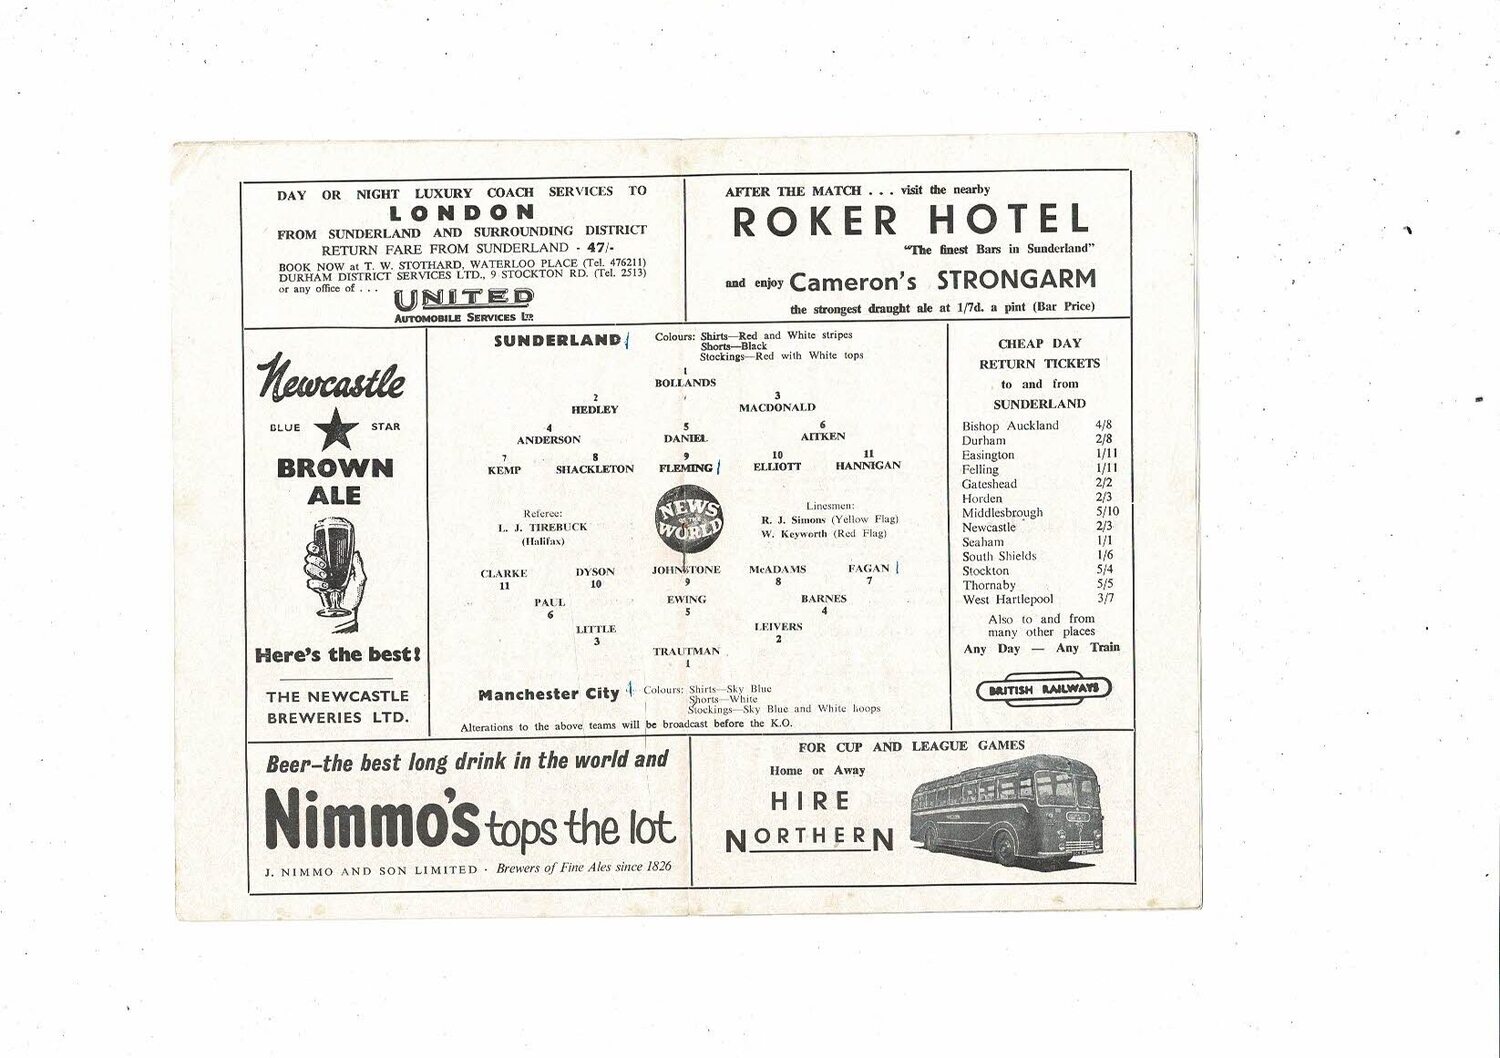 DAY OR NIGHT LUXURY COACH SERVICES TO
LONDON
FROM SUNDERLAND AND SURROUNDING DISTRICT
RETURN FARE FROM SUNDERLAND - 47/-
BOOK NOW at T. W. STOTHARD, WATERLOO PLACE (Tel. 476211)
DURHAM DISTRICT SERVICES LTD., 9 STOCKTON RD. (Tel. 2513)
or any office of . . .
UNITED
AUTOMOBILE SERVICES LTD.
AFTER THE MATCH . . . visit the nearby
ROKER HOTEL
"The finest Bars in Sunderland"
and enjoy Cameron's STRONGARM
the strongest draught ale at 1/7d. a pint (Bar Price)
Newcastle
BLUE STAR
BROWN
ALE
Here's the best!
THE NEWCASTLE
BREWERIES LTD.
SUNDERLAND
Colours: Shirts—Red and White stripes
Shorts—Black
Stockings—Red with White tops
1
BOLLANDS
2 3
HEDLEY MACDONALD
4 5 6
ANDERSON DANIEL AITKEN
7 8 9 10 11
KEMP SHACKLETON FLEMING ELLIOTT HANNIGAN
Referee:
L. J. TIREBUCK
(Halifax)
NEWS
OF THE
WORLD
Linesmen:
R. J. Simons (Yellow Flag)
W. Keyworth (Red Flag)
CLARKE DYSON JOHNSTONE McADAMS FAGAN
11 10 9 8 7
PAUL EWING BARNES
6 5 4
LITTLE LEIVERS
3 2
TRAUTMAN
1
Manchester City
Colours: Shirts—Sky Blue
Shorts—White
Stockings—Sky Blue and White hoops
Alterations to the above teams will be broadcast before the K.O.
CHEAP DAY
RETURN TICKETS
to and from
SUNDERLAND
Bishop Auckland 4/8
Durham 2/8
Easington 1/11
Felling 1/11
Gateshead 2/2
Horden 2/3
Middlesbrough 5/10
Newcastle 2/3
Seaham 1/1
South Shields 1/6
Stockton 5/4
Thornaby 5/5
West Hartlepool 3/7
Also to and from
many other places
Any Day — Any Train
BRITISH RAILWAYS
Beer–the best long drink in the world and
Nimmo's tops the lot
J. NIMMO AND SON LIMITED · Brewers of Fine Ales since 1826
FOR CUP AND LEAGUE GAMES
Home or Away
HIRE
NORTHERN